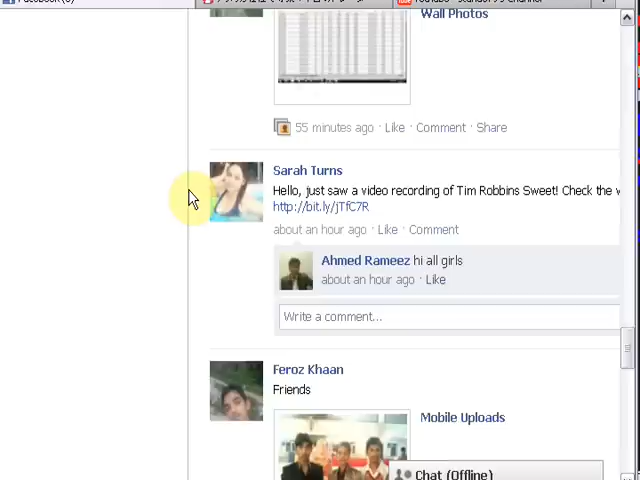 Wall Photos
55 minutes ago · Like · Comment · Share
Sarah Turns
Hello, just saw a video recording of Tim Robbins Sweet! Check the
http://bit.ly/jTfC7R
about an hour ago · Like · Comment
Ahmed Rameez hi all girls
about an hour ago · Like
Write a comment...
Feroz Khaan
Friends
Mobile Uploads
Chat (Offline)